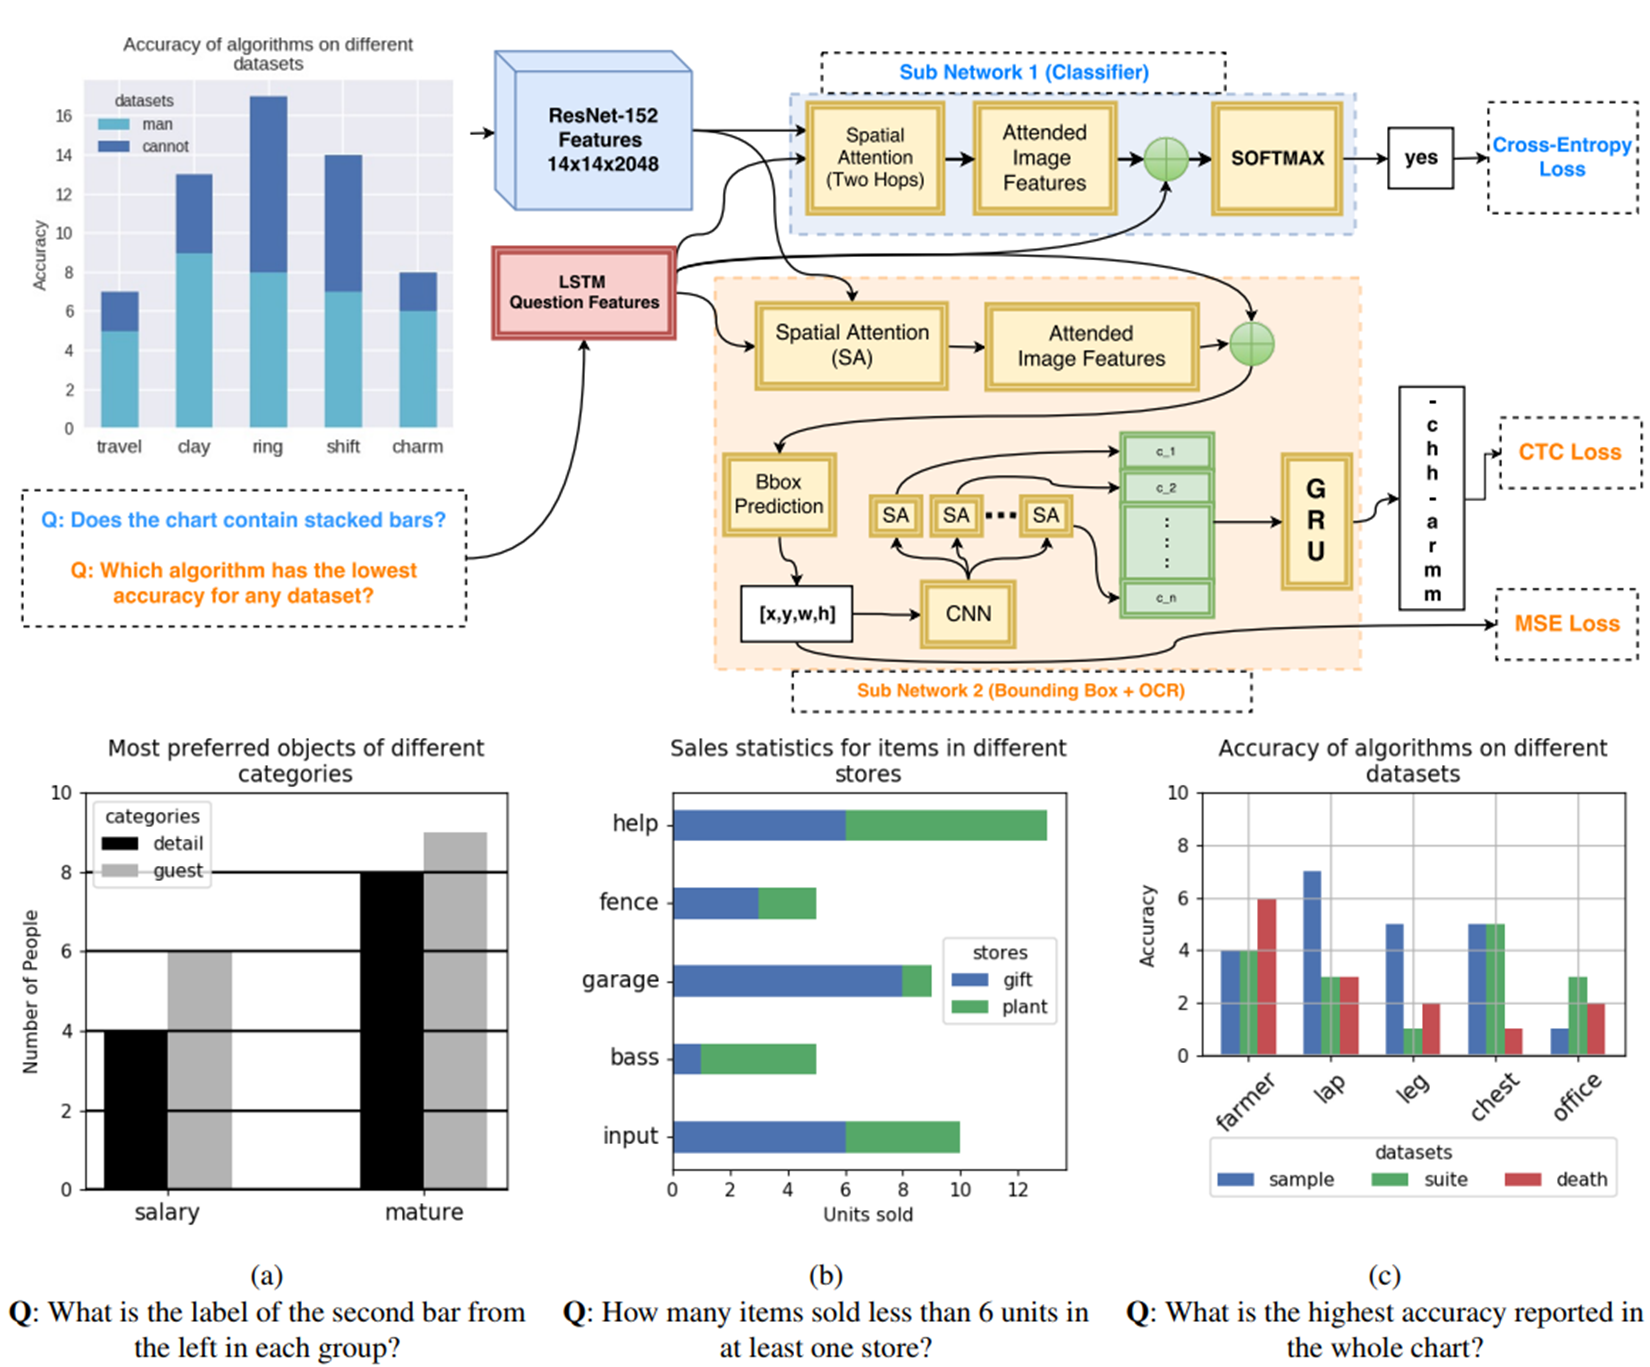 Accuracy of algorithms on different
datasets
datasets
man
cannot
Accuracy
16
14
12
10
8
6
4
2
0
travel clay ring shift charm
Q: Does the chart contain stacked bars?
Q: Which algorithm has the lowest
accuracy for any dataset?
ResNet-152
Features
14x14x2048
LSTM
Question Features
Sub Network 1 (Classifier)
Spatial
Attention
(Two Hops)
Attended
Image
Features
SOFTMAX
yes
Cross-Entropy
Loss
Spatial Attention
(SA)
Attended
Image Features
Bbox
Prediction
[x,y,w,h]
CNN
SA SA SA
c_1
c_2
c_n
G
R
U
-
c
h
h
-
a
r
m
m
CTC Loss
MSE Loss
Sub Network 2 (Bounding Box + OCR)
Most preferred objects of different
categories
categories
detail
guest
Number of People
10
8
6
4
2
0
salary mature
Sales statistics for items in different
stores
help
fence
garage
bass
input
stores
gift
plant
0 2 4 6 8 10 12
Units sold
Accuracy of algorithms on different
datasets
Accuracy
10
8
6
4
2
0
farmer lap leg chest office
datasets
sample suite death
(a)
Q: What is the label of the second bar from
the left in each group?
(b)
Q: How many items sold less than 6 units in
at least one store?
(c)
Q: What is the highest accuracy reported in
the whole chart?